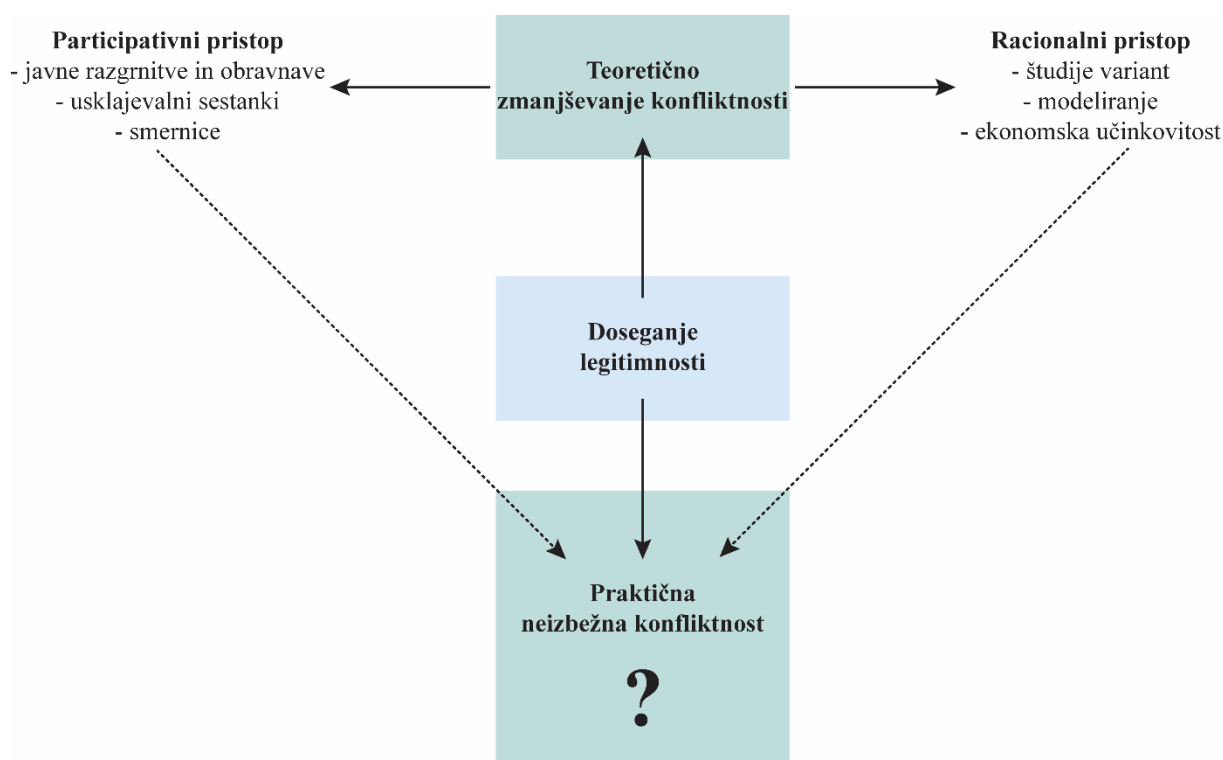 Participativni pristop
- javne razgrnitve in obravnave
- usklajevalni sestanki
- smernice
Teoretično
zmanjševanje konfliktnosti
Racionalni pristop
- študije variant
- modeliranje
- ekonomska učinkovitost
Doseganje
legitimnosti
Praktična
neizbežna konfliktnost
?